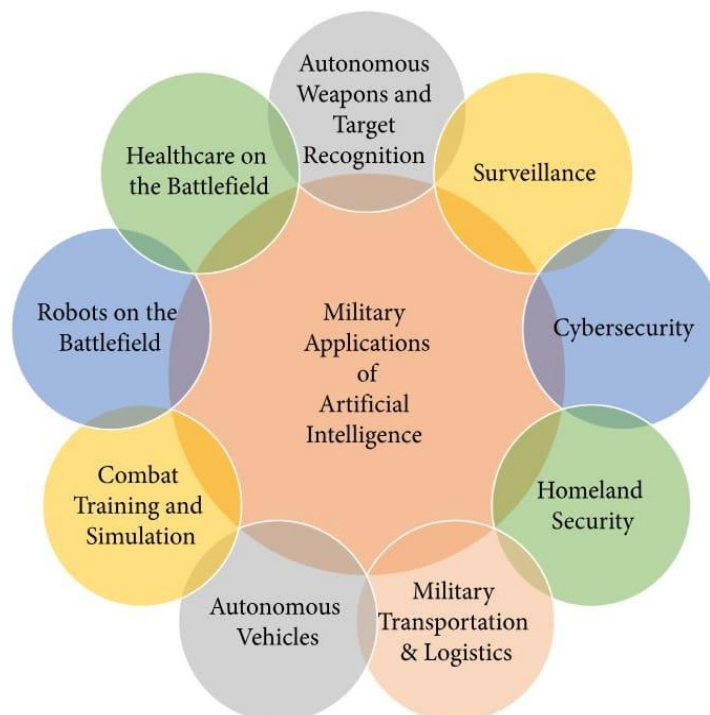 Autonomous
Weapons and
Target
Recognition
Surveillance
Cybersecurity
Homeland
Security
Military
Transportation
& Logistics
Autonomous
Vehicles
Combat
Training and
Simulation
Robots on the
Battlefield
Healthcare on
the Battlefield
Military
Applications
of
Artificial
Intelligence